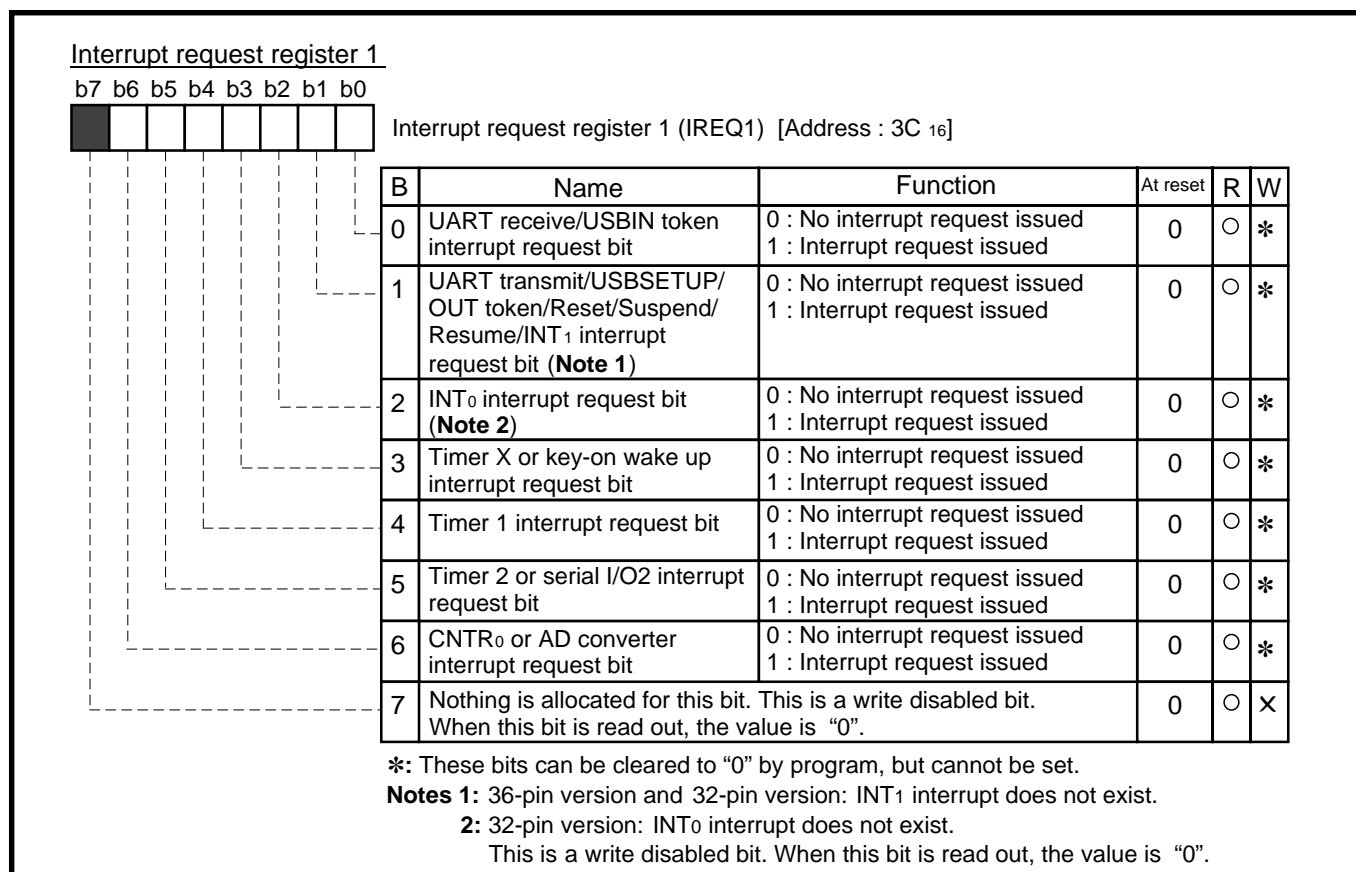 Interrupt request register 1
b7 b6 b5 b4 b3 b2 b1 b0
Interrupt request register 1 (IREQ1) [Address : 3C 16]
B Name Function At reset R W
0 UART receive/USBIN token interrupt request bit 0 : No interrupt request issued 1 : Interrupt request issued 0 ○ ✻
1 UART transmit/USBSETUP/ OUT token/Reset/Suspend/ Resume/INT1 interrupt request bit (Note 1) 0 : No interrupt request issued 1 : Interrupt request issued 0 ○ ✻
2 INT0 interrupt request bit (Note 2) 0 : No interrupt request issued 1 : Interrupt request issued 0 ○ ✻
3 Timer X or key-on wake up interrupt request bit 0 : No interrupt request issued 1 : Interrupt request issued 0 ○ ✻
4 Timer 1 interrupt request bit 0 : No interrupt request issued 1 : Interrupt request issued 0 ○ ✻
5 Timer 2 or serial I/O2 interrupt request bit 0 : No interrupt request issued 1 : Interrupt request issued 0 ○ ✻
6 CNTR0 or AD converter interrupt request bit 0 : No interrupt request issued 1 : Interrupt request issued 0 ○ ✻
7 Nothing is allocated for this bit. This is a write disabled bit. When this bit is read out, the value is “0”. 0 ○ ×
✻: These bits can be cleared to “0” by program, but cannot be set.
Notes 1: 36-pin version and 32-pin version: INT1 interrupt does not exist.
2: 32-pin version: INT0 interrupt does not exist.
This is a write disabled bit. When this bit is read out, the value is “0”.